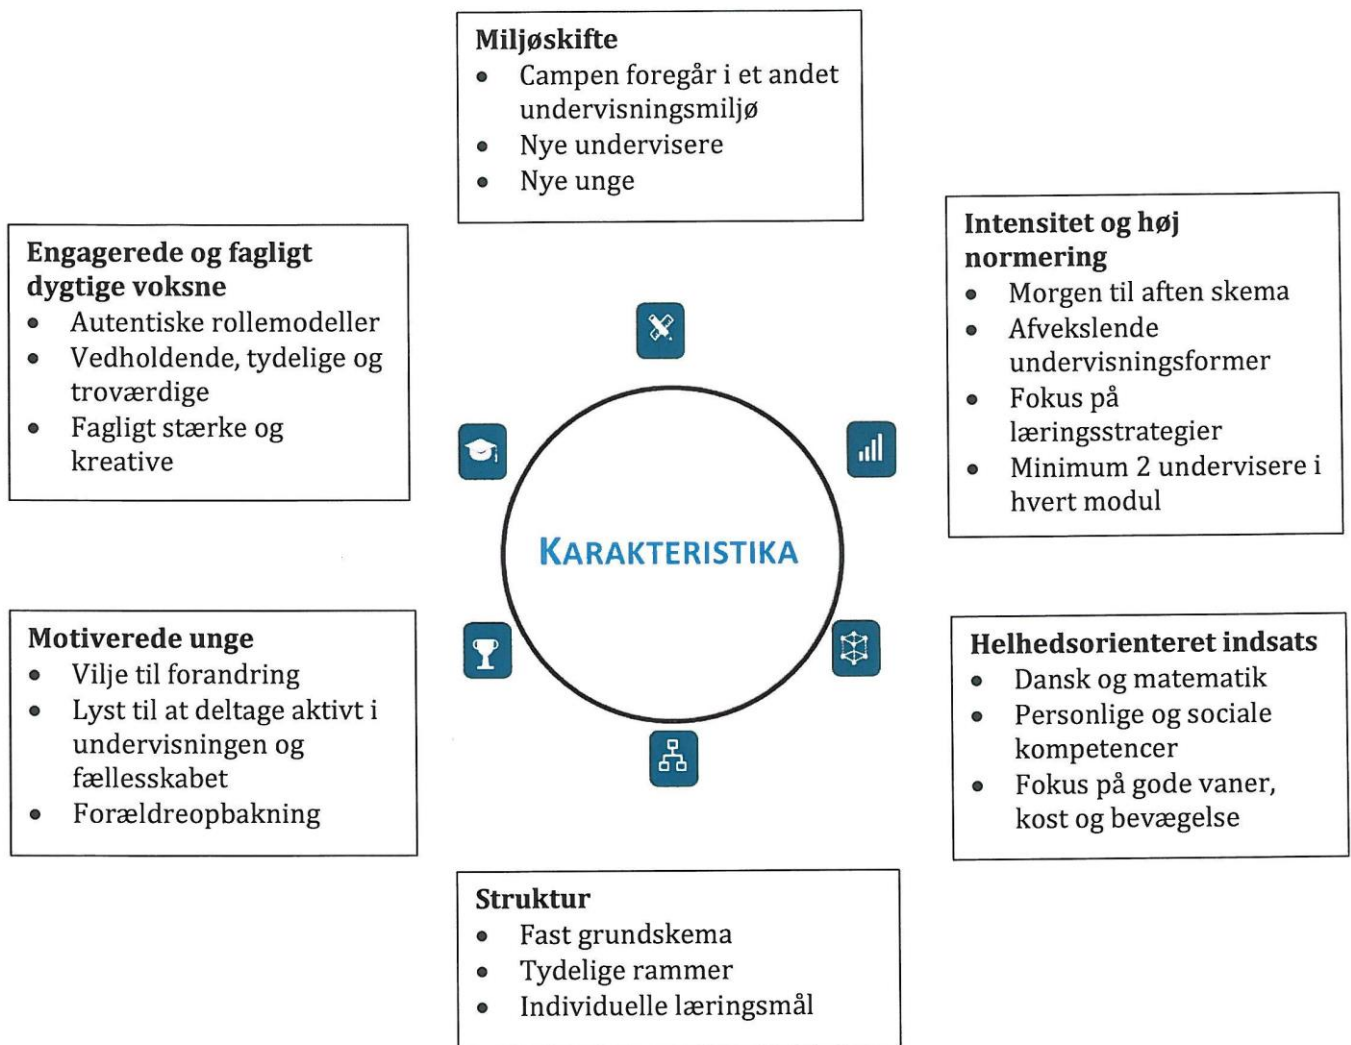 Miljøskifte
• Campen foregår i et andet
undervisningsmiljø
• Nye undervisere
• Nye unge
Engagerede og fagligt
dygtige voksne
• Autentiske rollemodeller
• Vedholdende, tydelige og
troværdige
• Fagligt stærke og
kreative
Intensitet og høj
normering
• Morgen til aften skema
• Afvekslende
undervisningsformer
• Fokus på
læringsstrategier
• Minimum 2 undervisere i
hvert modul
KARAKTERISTIKA
Motiverede unge
• Vilje til forandring
• Lyst til at deltage aktivt i
undervisningen og
fællesskabet
• Forældreopbakning
Helhedsorienteret indsats
• Dansk og matematik
• Personlige og sociale
kompetencer
• Fokus på gode vaner,
kost og bevægelse
Struktur
• Fast grundskema
• Tydelige rammer
• Individuelle læringsmål